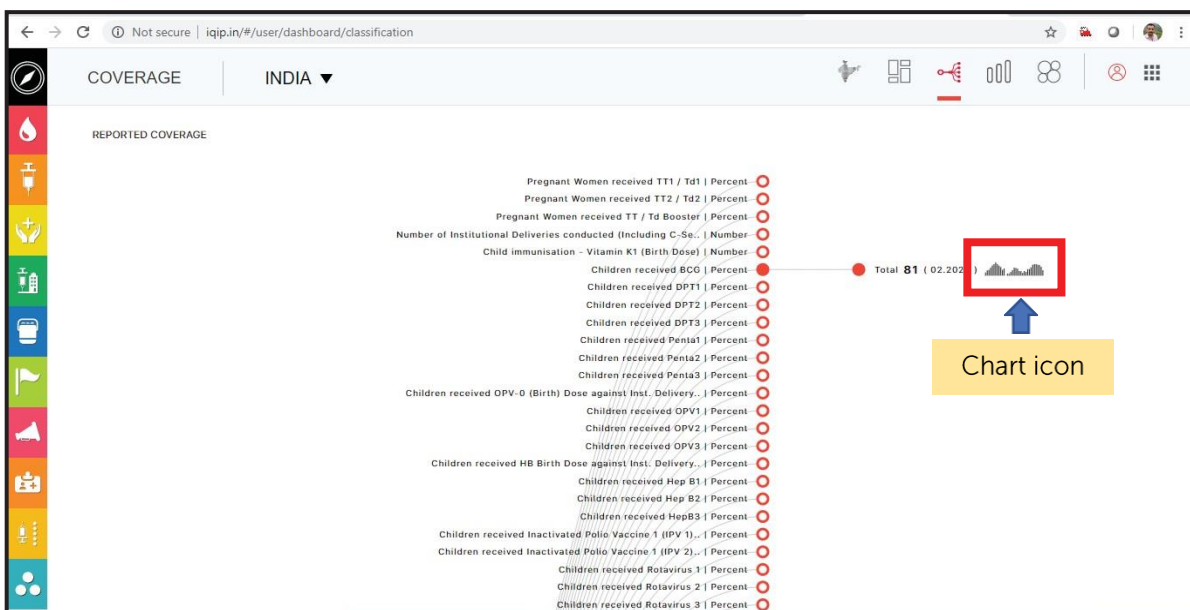 Not secure | iqip.in/#/user/dashboard/classification
COVERAGE INDIA ▼
REPORTED COVERAGE
Pregnant Women received TT1 / Td1 | Percent
Pregnant Women received TT2 / Td2 | Percent
Pregnant Women received TT / Td Booster | Percent
Number of Institutional Deliveries conducted (Including C-Se.. | Number
Child immunisation - Vitamin K1 (Birth Dose) | Number
Children received BCG | Percent
Total 81 ( 02.202 )
Children received DPT1 | Percent
Children received DPT2 | Percent
Children received DPT3 | Percent
Children received Penta1 | Percent
Children received Penta2 | Percent
Children received Penta3 | Percent
Chart icon
Children received OPV-0 (Birth) Dose against Inst. Delivery.. | Percent
Children received OPV1 | Percent
Children received OPV2 | Percent
Children received OPV3 | Percent
Children received HB Birth Dose against Inst. Delivery.. | Percent
Children received Hep B1 | Percent
Children received Hep B2 | Percent
Children received HepB3 | Percent
Children received Inactivated Polio Vaccine 1 (IPV 1).. | Percent
Children received Inactivated Polio Vaccine 1 (IPV 2).. | Percent
Children received Rotavirus 1 | Percent
Children received Rotavirus 2 | Percent
Children received Rotavirus 3 | Percent